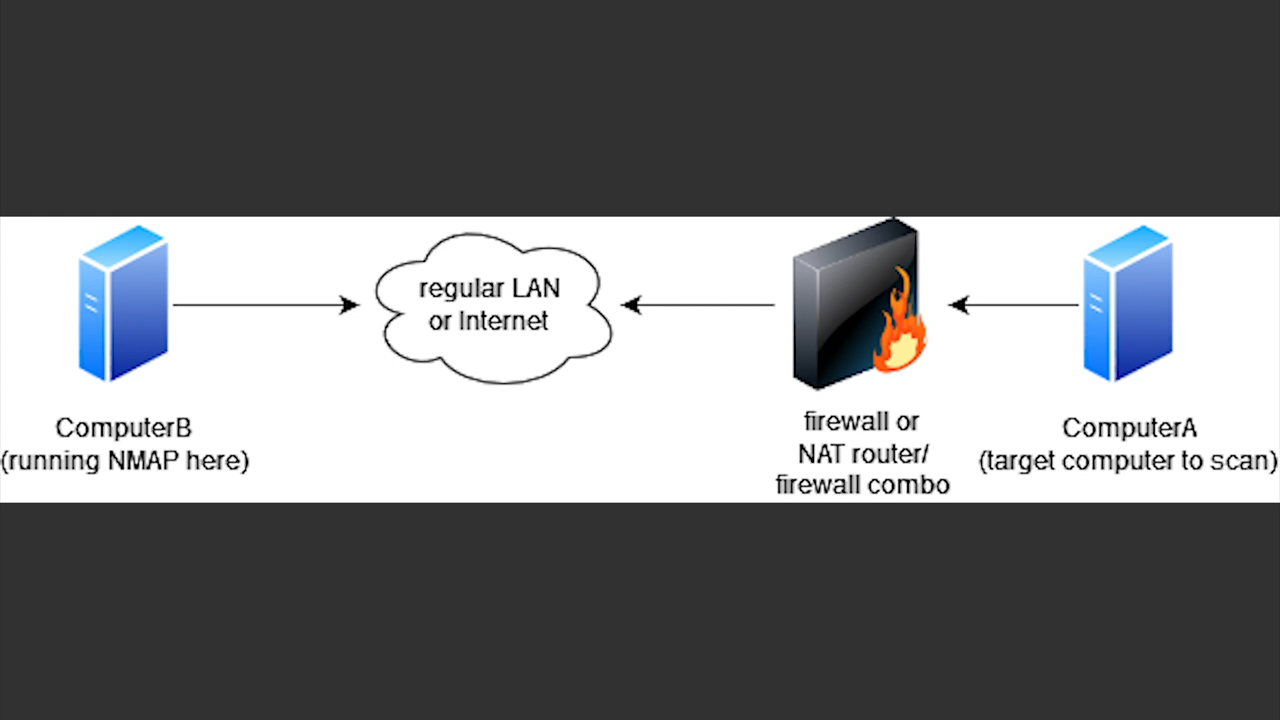 regular LAN
or Internet
ComputerB
(running NMAP here)
firewall or
NAT router/
firewall combo
ComputerA
(target computer to scan)